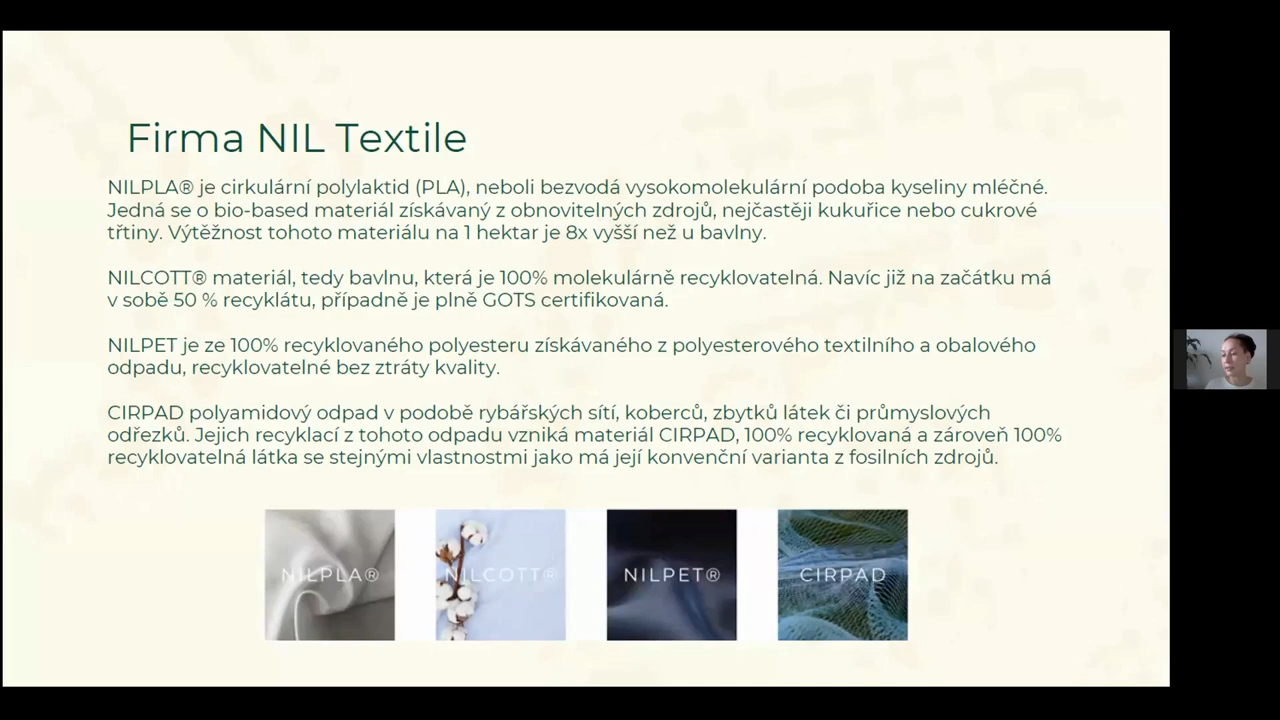 Firma NIL Textile
NILPLA® je cirkulární polylaktid (PLA), neboli bezvodá vysokomolekulární podoba kyseliny mléčné.
Jedná se o bio-based materiál získávaný z obnovitelných zdrojů, nejčastěji kukuřice nebo cukrové
třtiny. Výtěžnost tohoto materiálu na 1 hektar je 8x vyšší než u bavlny.
NILCOTT® materiál, tedy bavlnu, která je 100% molekulárně recyklovatelná. Navíc již na začátku má
v sobě 50 % recyklátu, případně je plně GOTS certifikovaná.
NILPET je ze 100% recyklovaného polyesteru získávaného z polyesterového textilního a obalového
odpadu, recyklovatelné bez ztráty kvality.
CIRPAD polyamidový odpad v podobě rybářských sítí, koberců, zbytků látek či průmyslových
odřezků. Jejich recyklací z tohoto odpadu vzniká materiál CIRPAD, 100% recyklovaná a zároveň 100%
recyklovatelná látka se stejnými vlastnostmi jako má její konvenční varianta z fosilních zdrojů.
NILPLA®
NILCOTT®
NILPET®
CIRPAD